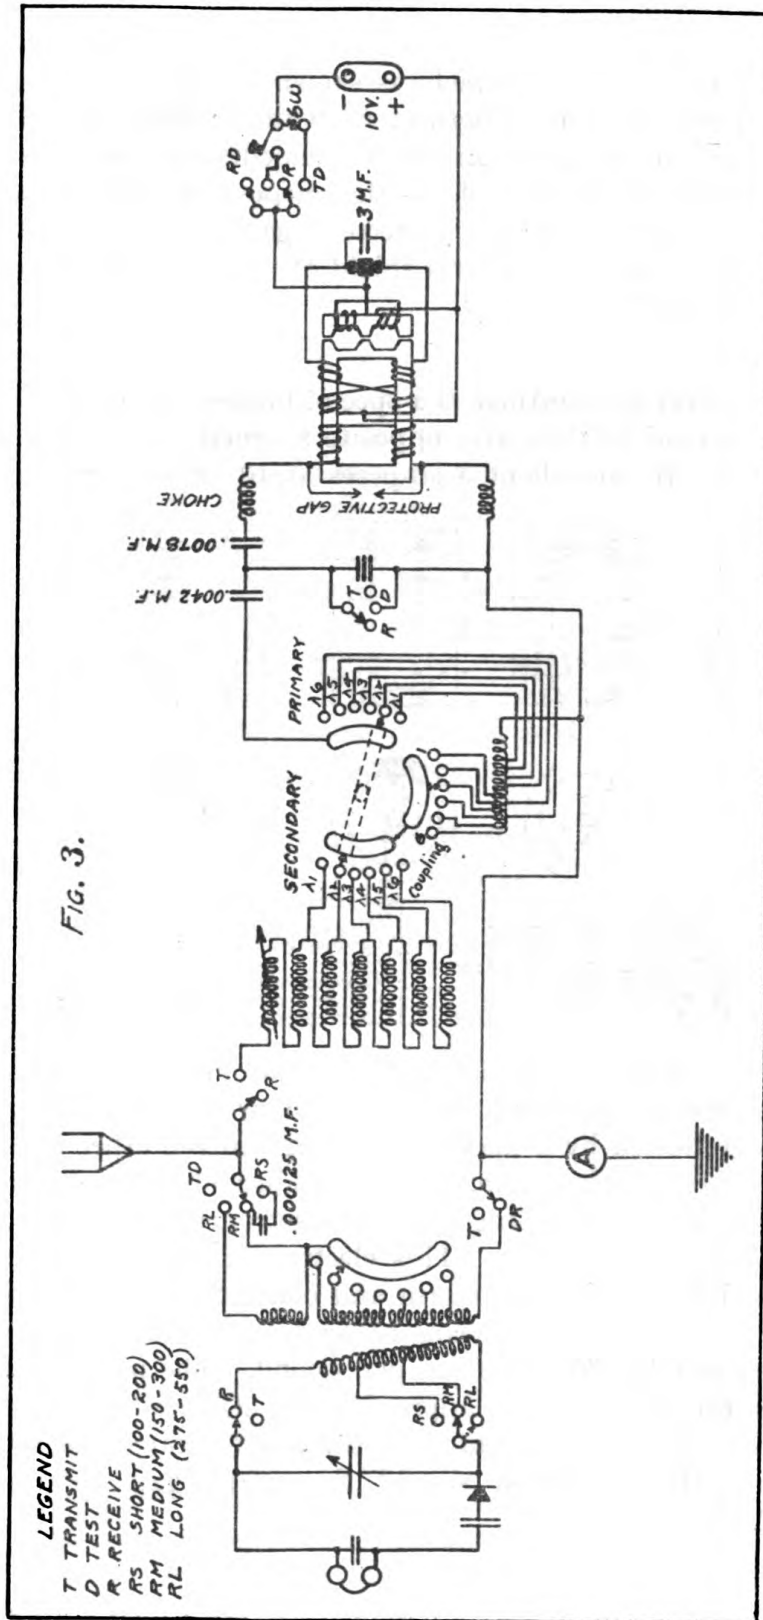 FIG. 3.
LEGEND
T TRANSMIT
D TEST
R RECEIVE
RS SHORT (100-200)
RM MEDIUM (150-300)
RL LONG (275-550)
R
T
RS
RM
RL
TD
RL
RM
RS
.000125 M.F.
T
R
T
DR
A
SECONDARY
λ1
λ2
λ3
λ4
λ5
λ6
Coupling
6
1
PRIMARY
λ6
λ5
λ4
λ3
λ2
λ1
.0042 M.F.
.0078 M.F.
CHOKE
T
D
R
PROTECTIVE GAP
3 M.F.
RD
R
TD
10V.
-
+